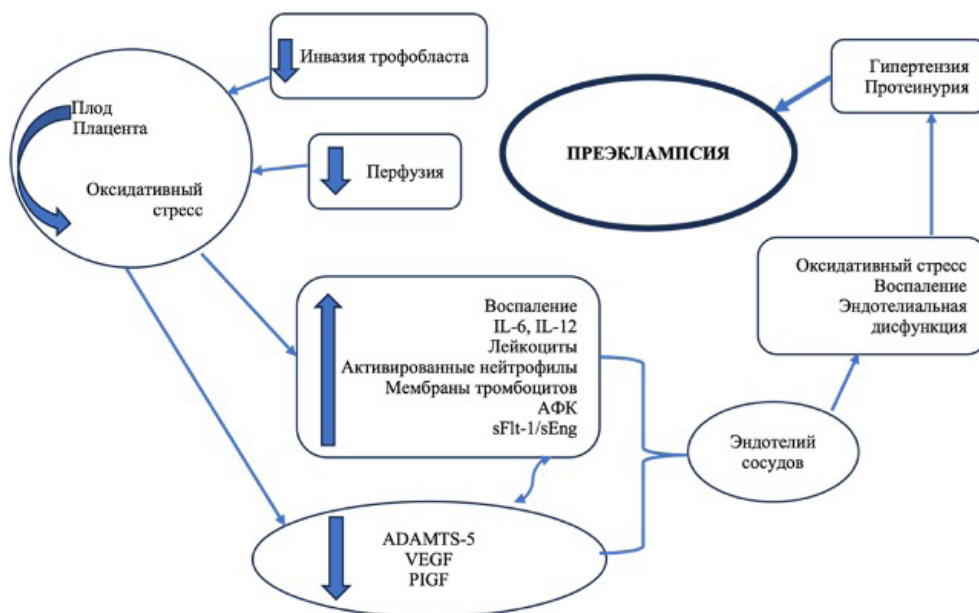 Инвазия трофобласта
Плод
Плацента
Оксидативный
стресс
Перфузия
Воспаление
IL-6, IL-12
Лейкоциты
Активированные нейтрофилы
Мембраны тромбоцитов
АФК
sFlt-1/sEng
ADAMTS-5
VEGF
PIGF
Эндотелий
сосудов
Оксидативный стресс
Воспаление
Эндотелиальная
дисфункция
Гипертензия
Протеинурия
ПРЕЭКЛАМПСИЯ